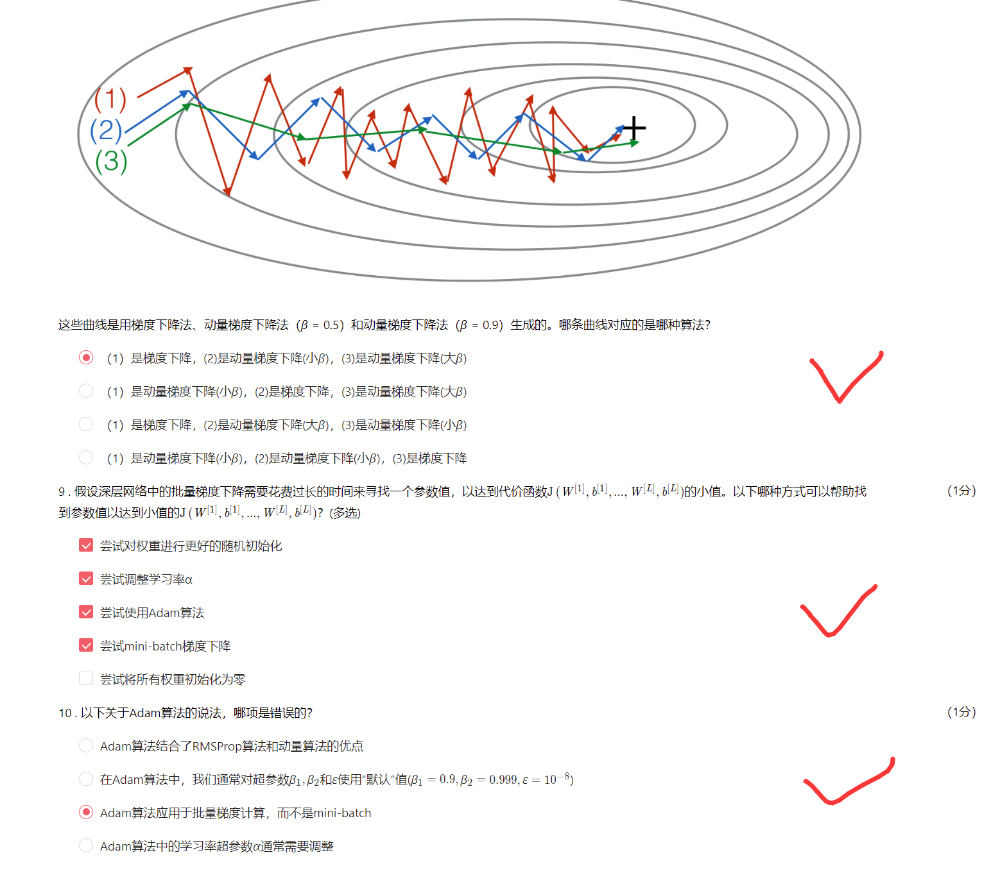 (1)
(2)
(3)
这些曲线是用梯度下降法、动量梯度下降法（β = 0.5）和动量梯度下降法（β = 0.9）生成的。哪条曲线对应的是哪种算法?
（1）是梯度下降，(2)是动量梯度下降(小β)，(3)是动量梯度下降(大β)
（1）是动量梯度下降(小β)，(2)是梯度下降，(3)是动量梯度下降(大β)
（1）是梯度下降，(2)是动量梯度下降(大β)，(3)是动量梯度下降(小β)
（1）是动量梯度下降(小β)，(2)是动量梯度下降(小β)，(3)是梯度下降
9 . 假设深层网络中的批量梯度下降需要花费过长的时间来寻找一个参数值，以达到代价函数J ( W^[1], b^[1], ..., W^[L], b^[L])的小值。以下哪种方式可以帮助找 (1分)
到参数值以达到小值的J ( W^[1], b^[1], ..., W^[L], b^[L])？(多选)
尝试对权重进行更好的随机初始化
尝试调整学习率α
尝试使用Adam算法
尝试mini-batch梯度下降
尝试将所有权重初始化为零
10 . 以下关于Adam算法的说法，哪项是错误的? (1分)
Adam算法结合了RMSProp算法和动量算法的优点
在Adam算法中，我们通常对超参数β₁, β₂和ε使用“默认”值(β₁ = 0.9, β₂ = 0.999, ε = 10⁻⁸)
Adam算法应用于批量梯度计算，而不是mini-batch
Adam算法中的学习率超参数α通常需要调整